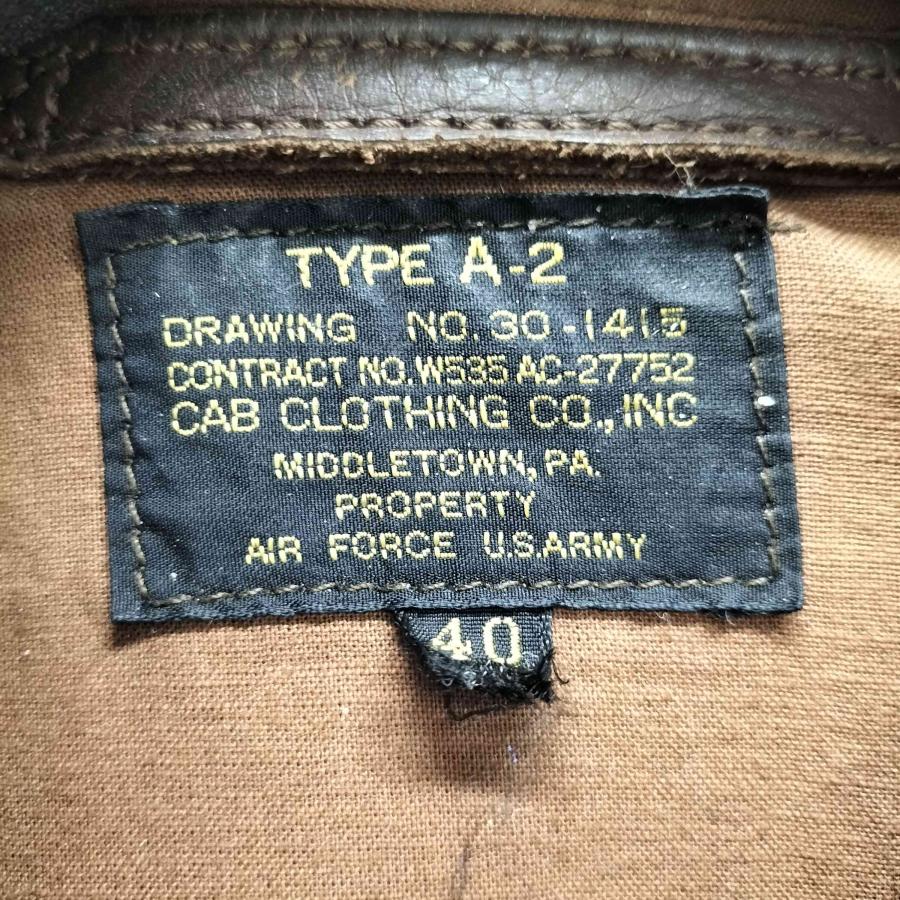 TYPE A-2
DRAWING NO. 30-1415
CONTRACT NO. W535 AC-27752
CAB CLOTHING CO., INC
MIDDLETOWN, PA.
PROPERTY
AIR FORCE U.S.ARMY
40